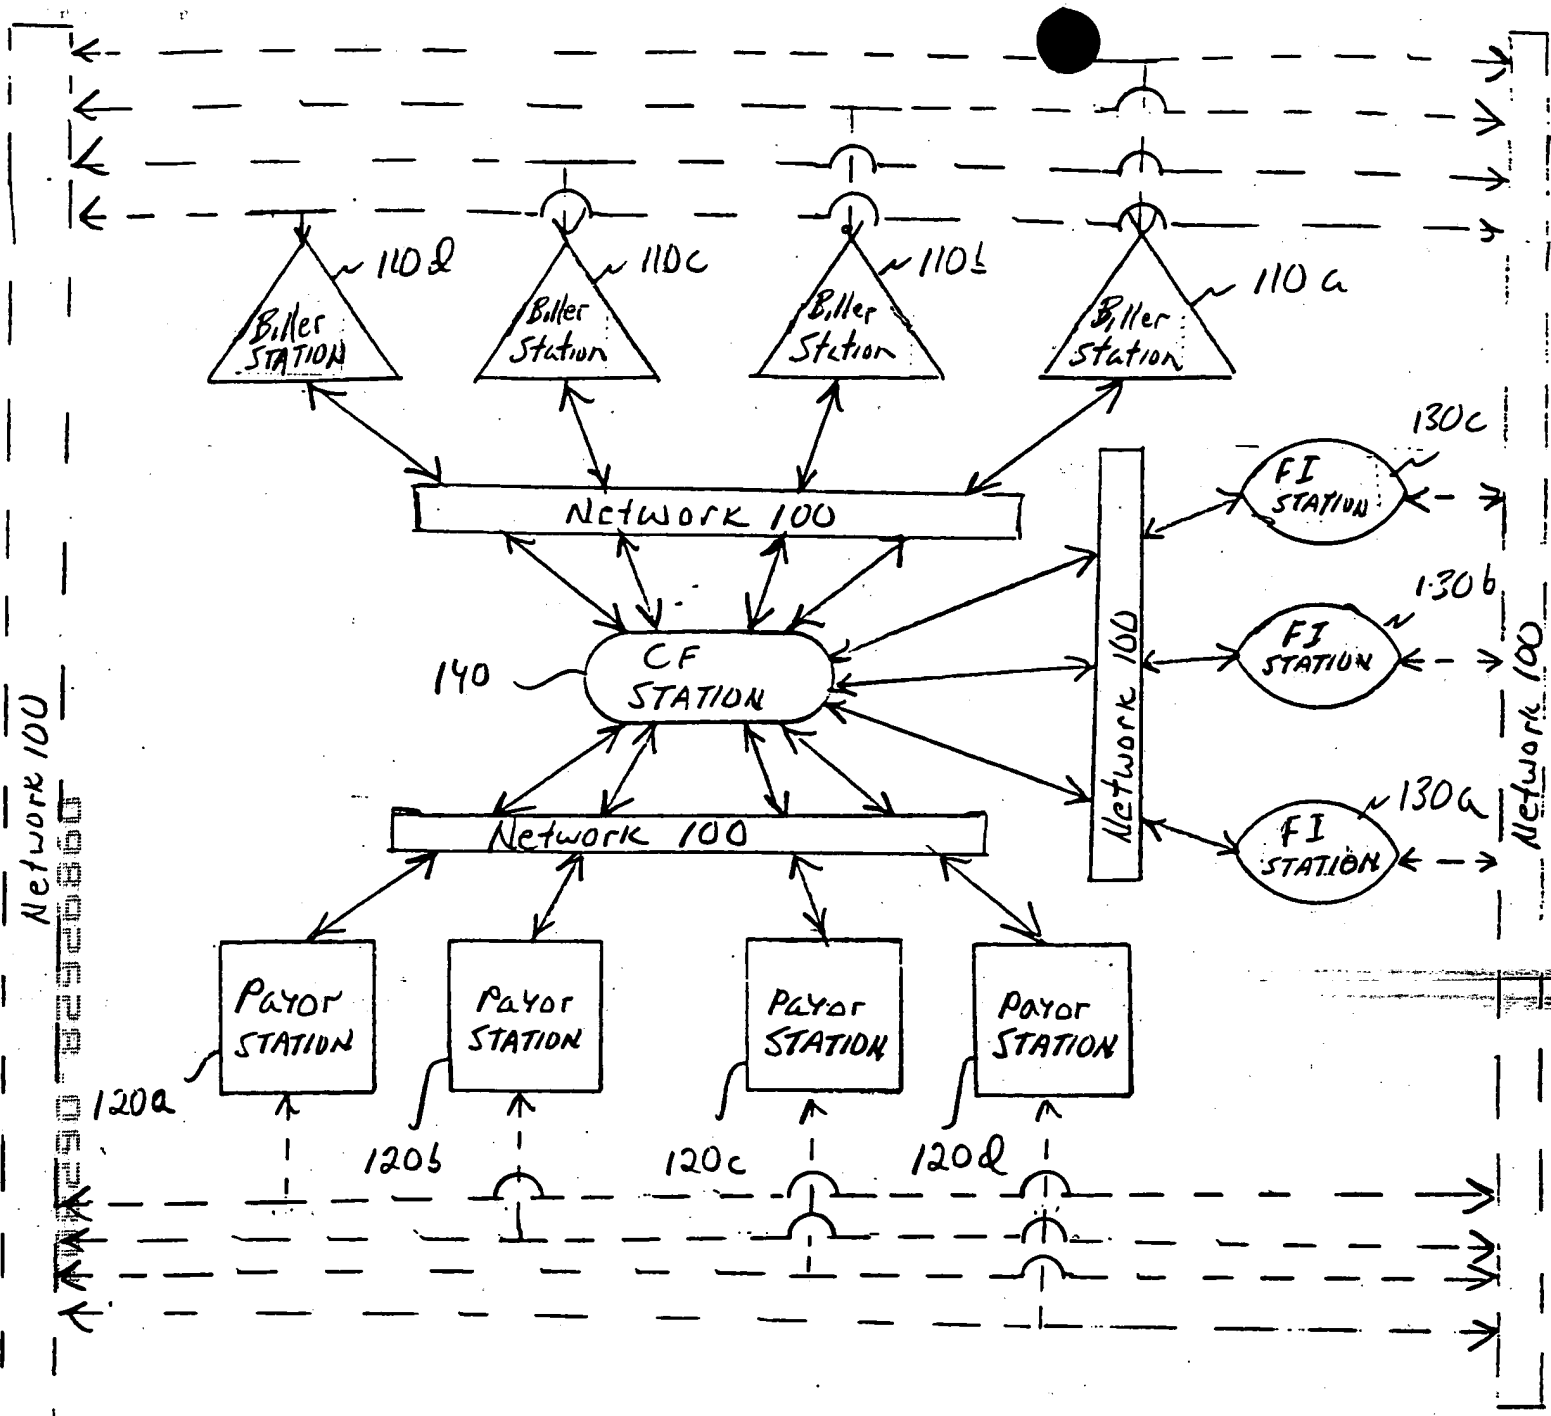 110d
110c
110b
110a
Biller
STATION
Biller
Station
Biller
Station
Biller
Station
130c
FI
STATION
Network 100
130b
FI
STATION
140
CF
STATION
Network 100
Network 100
Network 100
130a
FI
STATION
Network 100
Payor
STATION
Payor
STATION
Payor
STATION
Payor
STATION
120a
120b
120c
120d